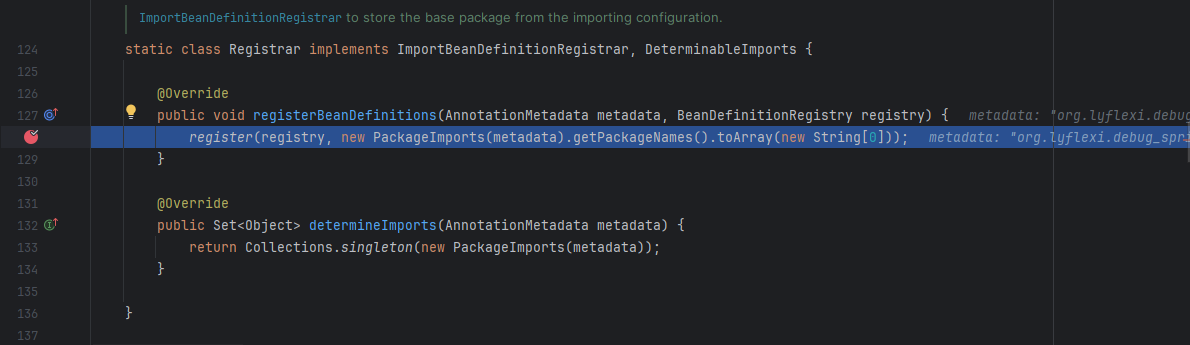 ImportBeanDefinitionRegistrar to store the base package from the importing configuration.
124 static class Registrar implements ImportBeanDefinitionRegistrar, DeterminableImports {
125
126 @Override
127 public void registerBeanDefinitions(AnnotationMetadata metadata, BeanDefinitionRegistry registry) { metadata: "org.lyflexi.debug
register(registry, new PackageImports(metadata).getPackageNames().toArray(new String[0])); metadata: "org.lyflexi.debug_spri
129 }
130
131 @Override
132 public Set<Object> determineImports(AnnotationMetadata metadata) {
133 return Collections.singleton(new PackageImports(metadata));
134 }
135
136 }
137